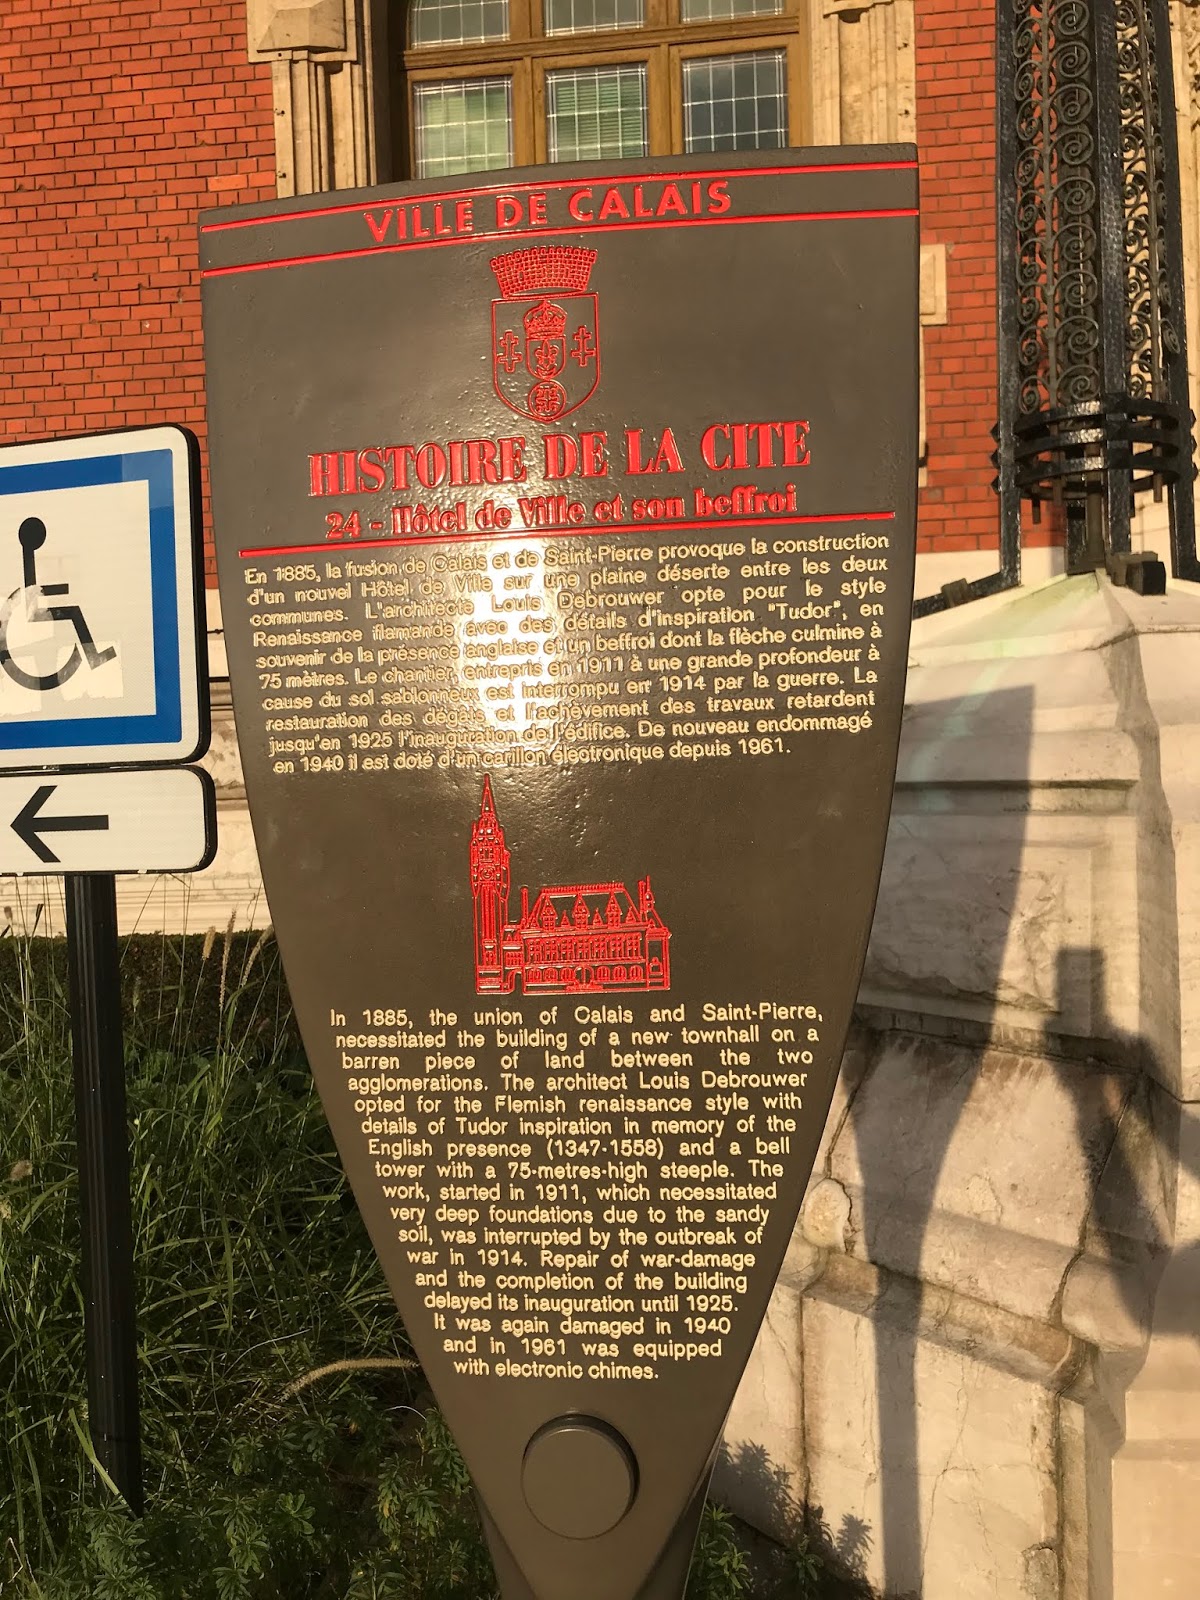 VILLE DE CALAIS
HISTOIRE DE LA CITE
24 - Hôtel de Ville et son beffroi
En 1885, la fusion de Calais et de Saint-Pierre provoque la construction
d'un nouvel Hôtel de Ville sur une plaine déserte entre les deux
communes. L'architecte Louis Debrouwer opte pour le style
Renaissance flamande avec des détails d'inspiration "Tudor", en
souvenir de la présence anglaise et un beffroi dont la flèche culmine à
75 mètres. Le chantier, entrepris en 1911 à une grande profondeur à
cause du sol sablonneux est interrompu en 1914 par la guerre. La
restauration des dégâts et l'achèvement des travaux retardent
jusqu'en 1925 l'inauguration de l'édifice. De nouveau endommagé
en 1940 il est doté d'un carillon électronique depuis 1961.
In 1885, the union of Calais and Saint-Pierre,
necessitated the building of a new townhall on a
barren piece of land between the two
agglomerations. The architect Louis Debrouwer
opted for the Flemish renaissance style with
details of Tudor inspiration in memory of the
English presence (1347-1558) and a bell
tower with a 75-metres-high steeple. The
work, started in 1911, which necessitated
very deep foundations due to the sandy
soil, was interrupted by the outbreak of
war in 1914. Repair of war-damage
and the completion of the building
delayed its inauguration until 1925.
It was again damaged in 1940
and in 1961 was equipped
with electronic chimes.